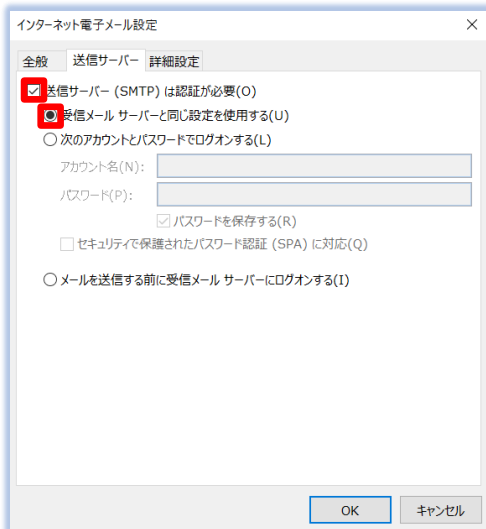 インターネット電子メール設定
全般 送信サーバー 詳細設定
送信サーバー (SMTP) は認証が必要(O)
受信メール サーバーと同じ設定を使用する(U)
次のアカウントとパスワードでログオンする(L)
アカウント名(N):
パスワード(P):
パスワードを保存する(R)
セキュリティで保護されたパスワード認証 (SPA) に対応(Q)
メールを送信する前に受信メール サーバーにログオンする(I)
OK キャンセル